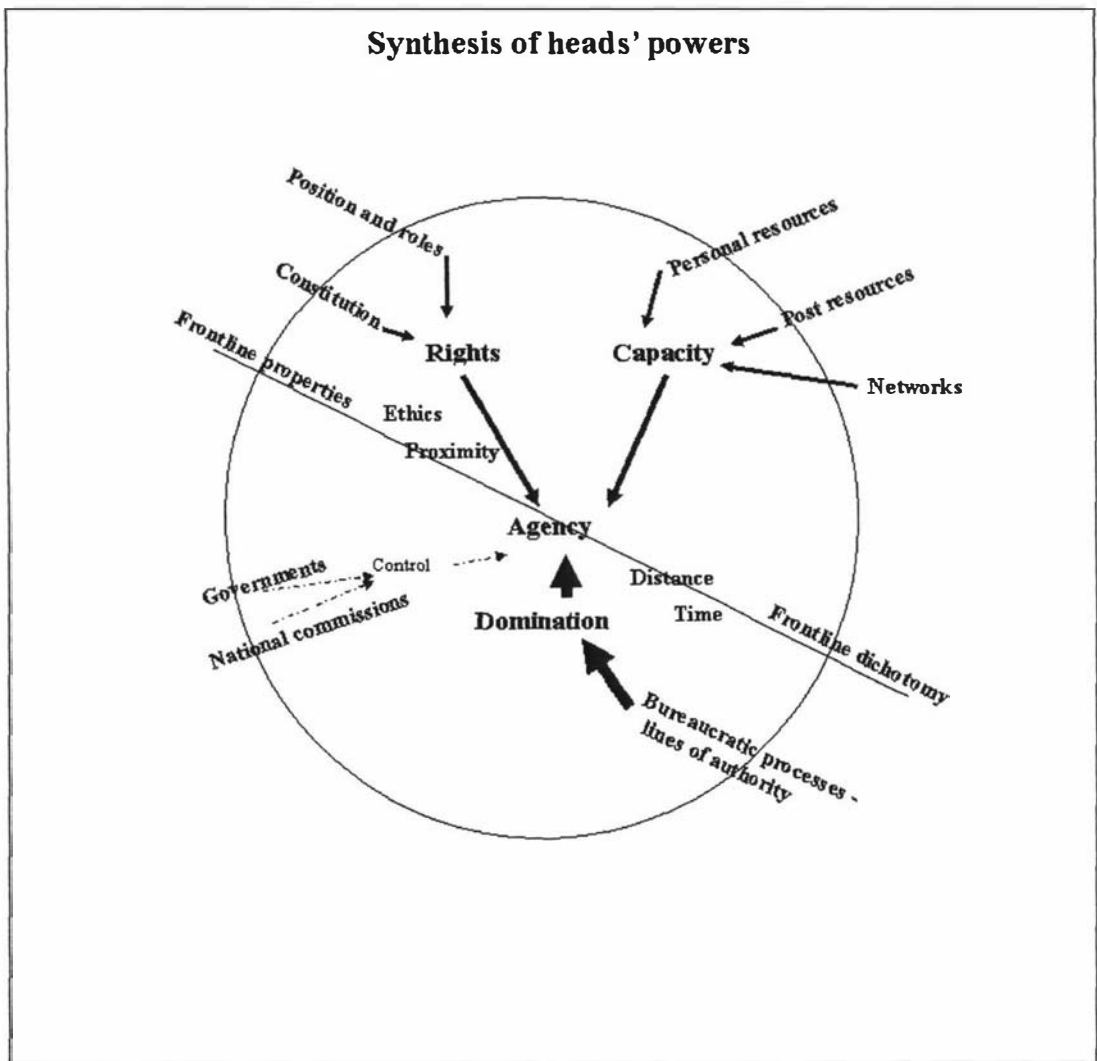 Synthesis of heads' powers
Position and roles
Personal resources
Constitution
Post resources
Frontline properties
Rights
Capacity
Networks
Ethics
Proximity
Agency
Governments
Control
Distance
National commissions
Domination
Time
Frontline dichotomy
Bureaucratic processes -
lines of authority